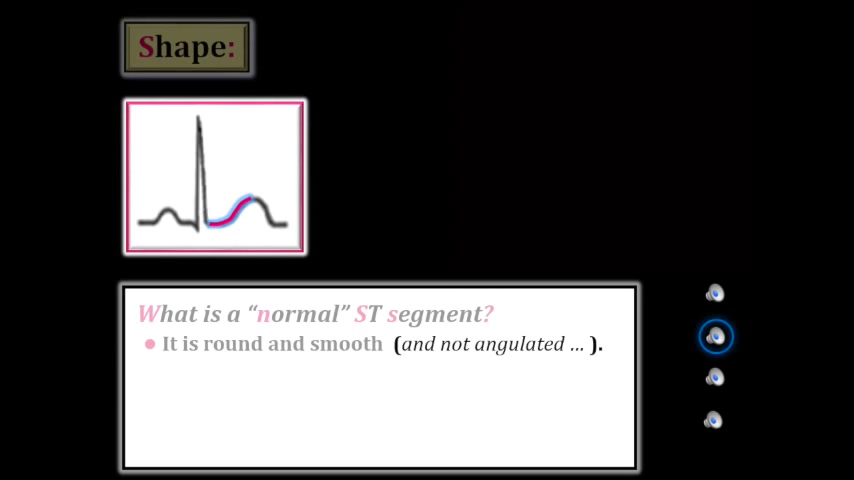 Shape:
What is a “normal” ST segment?
It is round and smooth (and not angulated ... ).